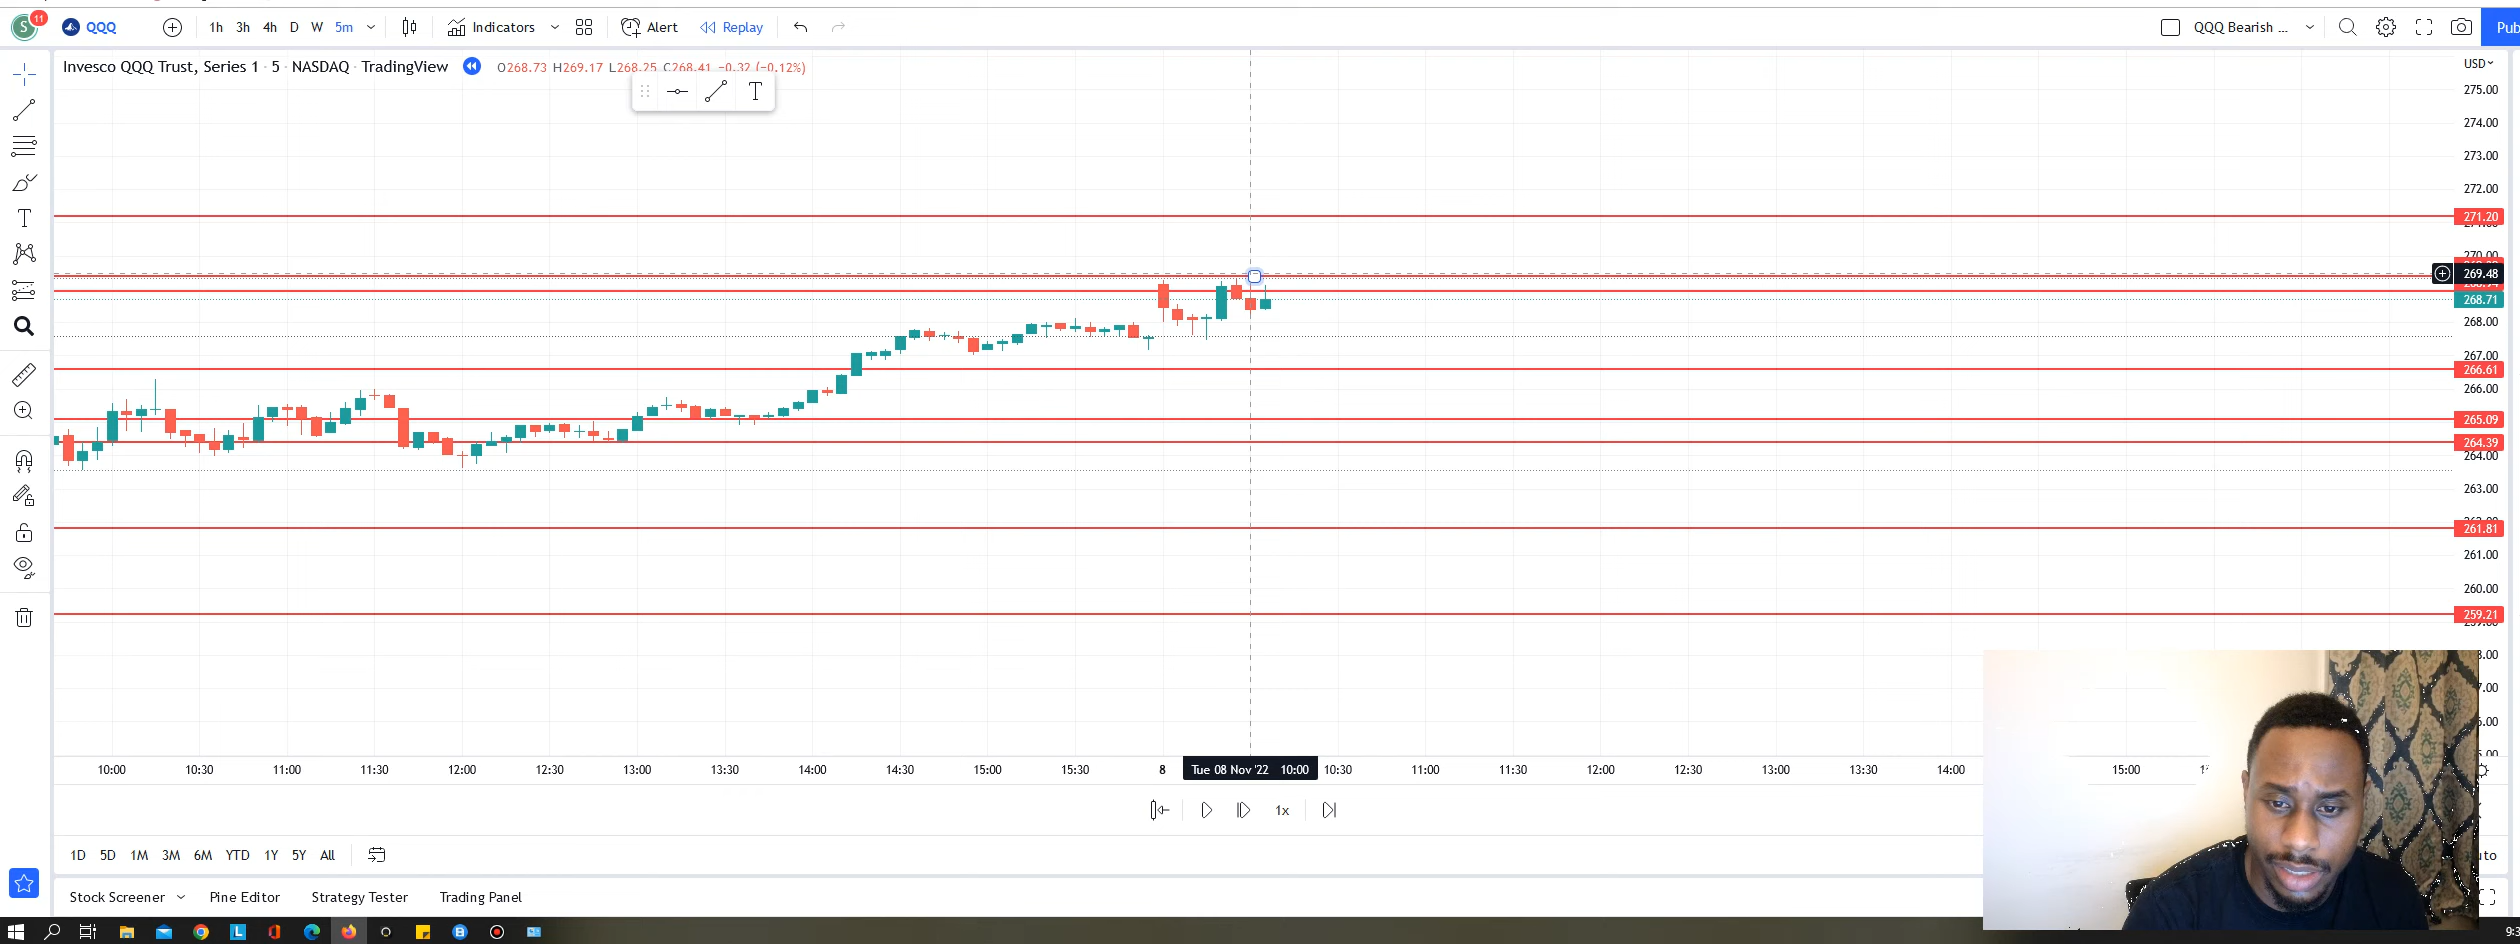 S 11 QQQ 1h 3h 4h D W 5m Indicators Alert Replay QQQ Bearish ... Pub
Invesco QQQ Trust, Series 1 · 5 · NASDAQ · TradingView O268.73 H269.17 L268.25 C268.41 −0.32 (−0.12%)
USD
275.00
274.00
273.00
272.00
271.20
270.00
269.48
268.71
268.00
267.00
266.61
266.00
265.09
264.39
264.00
263.00
261.81
261.00
260.00
259.21
T
T
10:00 10:30 11:00 11:30 12:00 12:30 13:00 13:30 14:00 14:30 15:00 15:30 8 Tue 08 Nov '22 10:00 10:30 11:00 11:30 12:00 12:30 13:00 13:30 14:00 15:00
1x
1D 5D 1M 3M 6M YTD 1Y 5Y All
Stock Screener Pine Editor Strategy Tester Trading Panel